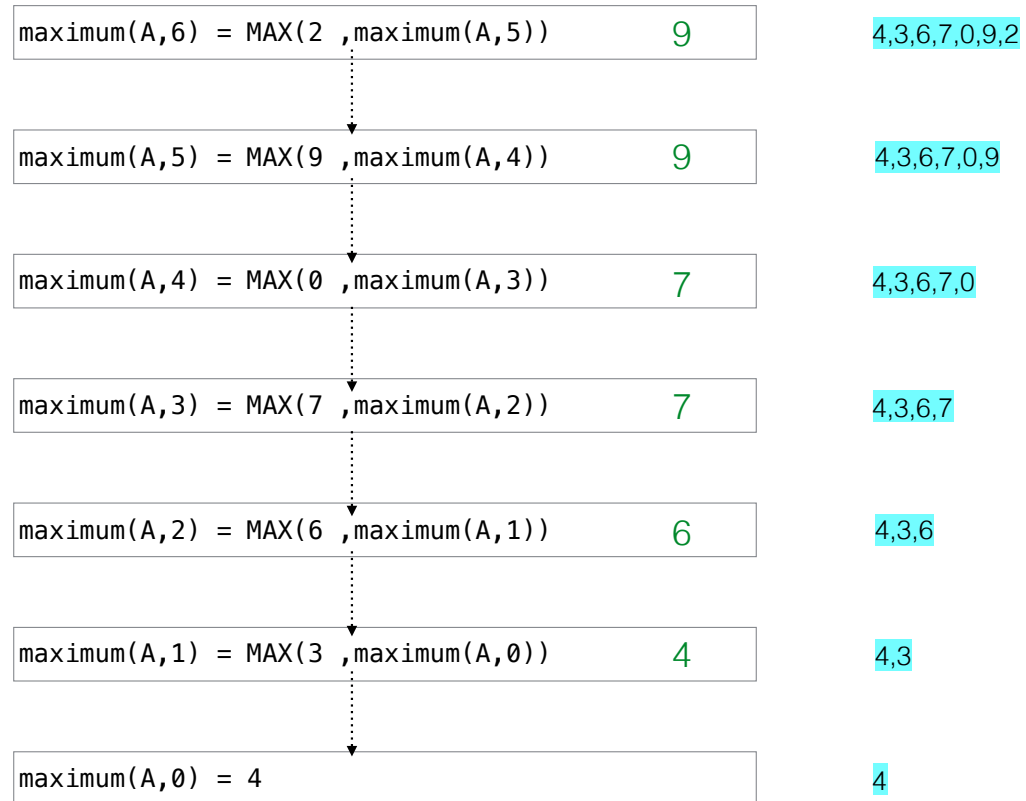 maximum(A,6) = MAX(2 ,maximum(A,5)) 9 4,3,6,7,0,9,2
maximum(A,5) = MAX(9 ,maximum(A,4)) 9 4,3,6,7,0,9
maximum(A,4) = MAX(0 ,maximum(A,3)) 7 4,3,6,7,0
maximum(A,3) = MAX(7 ,maximum(A,2)) 7 4,3,6,7
maximum(A,2) = MAX(6 ,maximum(A,1)) 6 4,3,6
maximum(A,1) = MAX(3 ,maximum(A,0)) 4 4,3
maximum(A,0) = 4 4